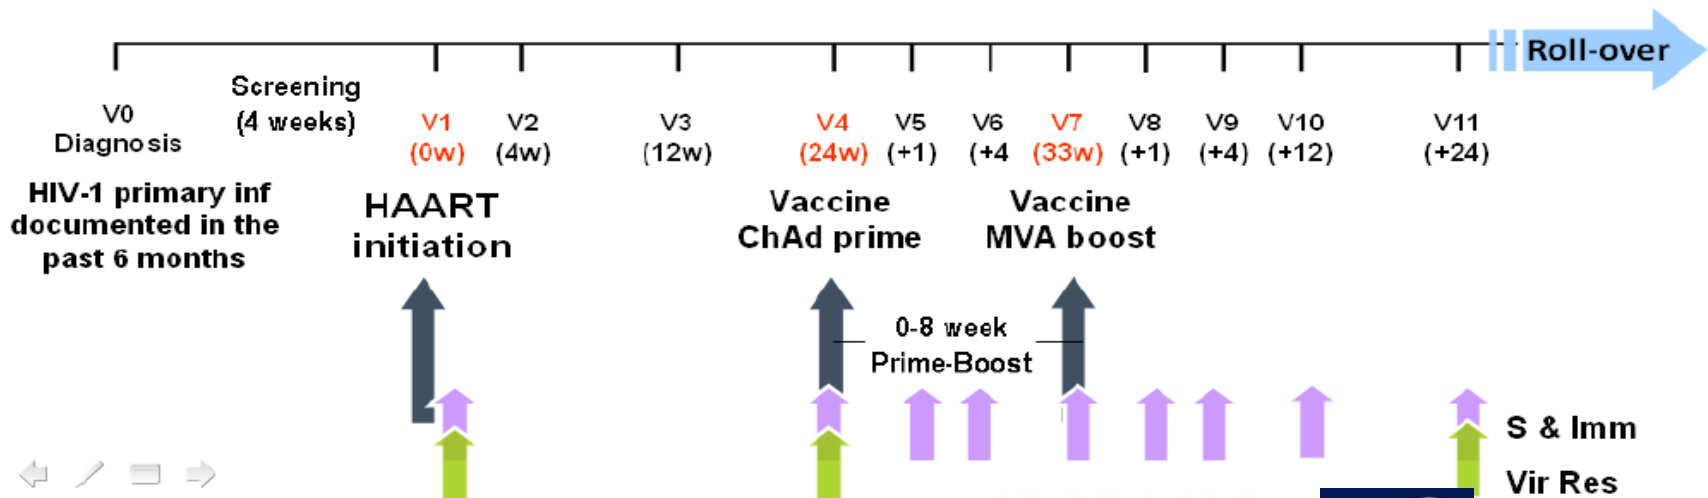 Roll-over
Screening
(4 weeks)
V0
Diagnosis
V1
(0w)
V2
(4w)
V3
(12w)
V4
(24w)
V5
(+1)
V6
(+4
V7
(33w)
V8
(+1)
V9
(+4)
V10
(+12)
V11
(+24)
HIV-1 primary inf
documented in the
past 6 months
HAART
initiation
Vaccine
ChAd prime
Vaccine
MVA boost
0-8 week
Prime-Boost
S & Imm
Vir Res